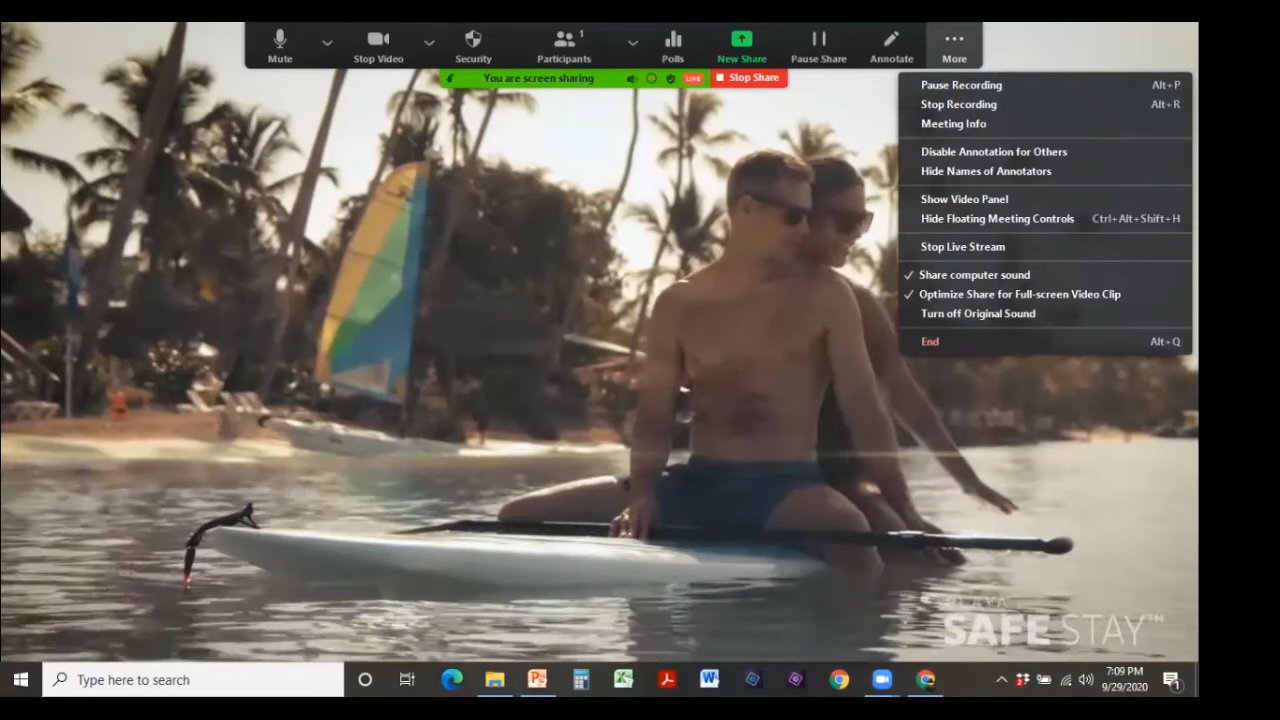 1
Mute
Stop Video
Security
Participants
Polls
New Share
Pause Share
Annotate
More
You are screen sharing
LIVE
Stop Share
Pause Recording Alt+P
Stop Recording Alt+R
Meeting Info
Disable Annotation for Others
Hide Names of Annotators
Show Video Panel
Hide Floating Meeting Controls Ctrl+Alt+Shift+H
Stop Live Stream
Share computer sound
Optimize Share for Full-screen Video Clip
Turn off Original Sound
End Alt+Q
PLAYA
SAFE STAY™
Type here to search
7:09 PM
9/29/2020
1